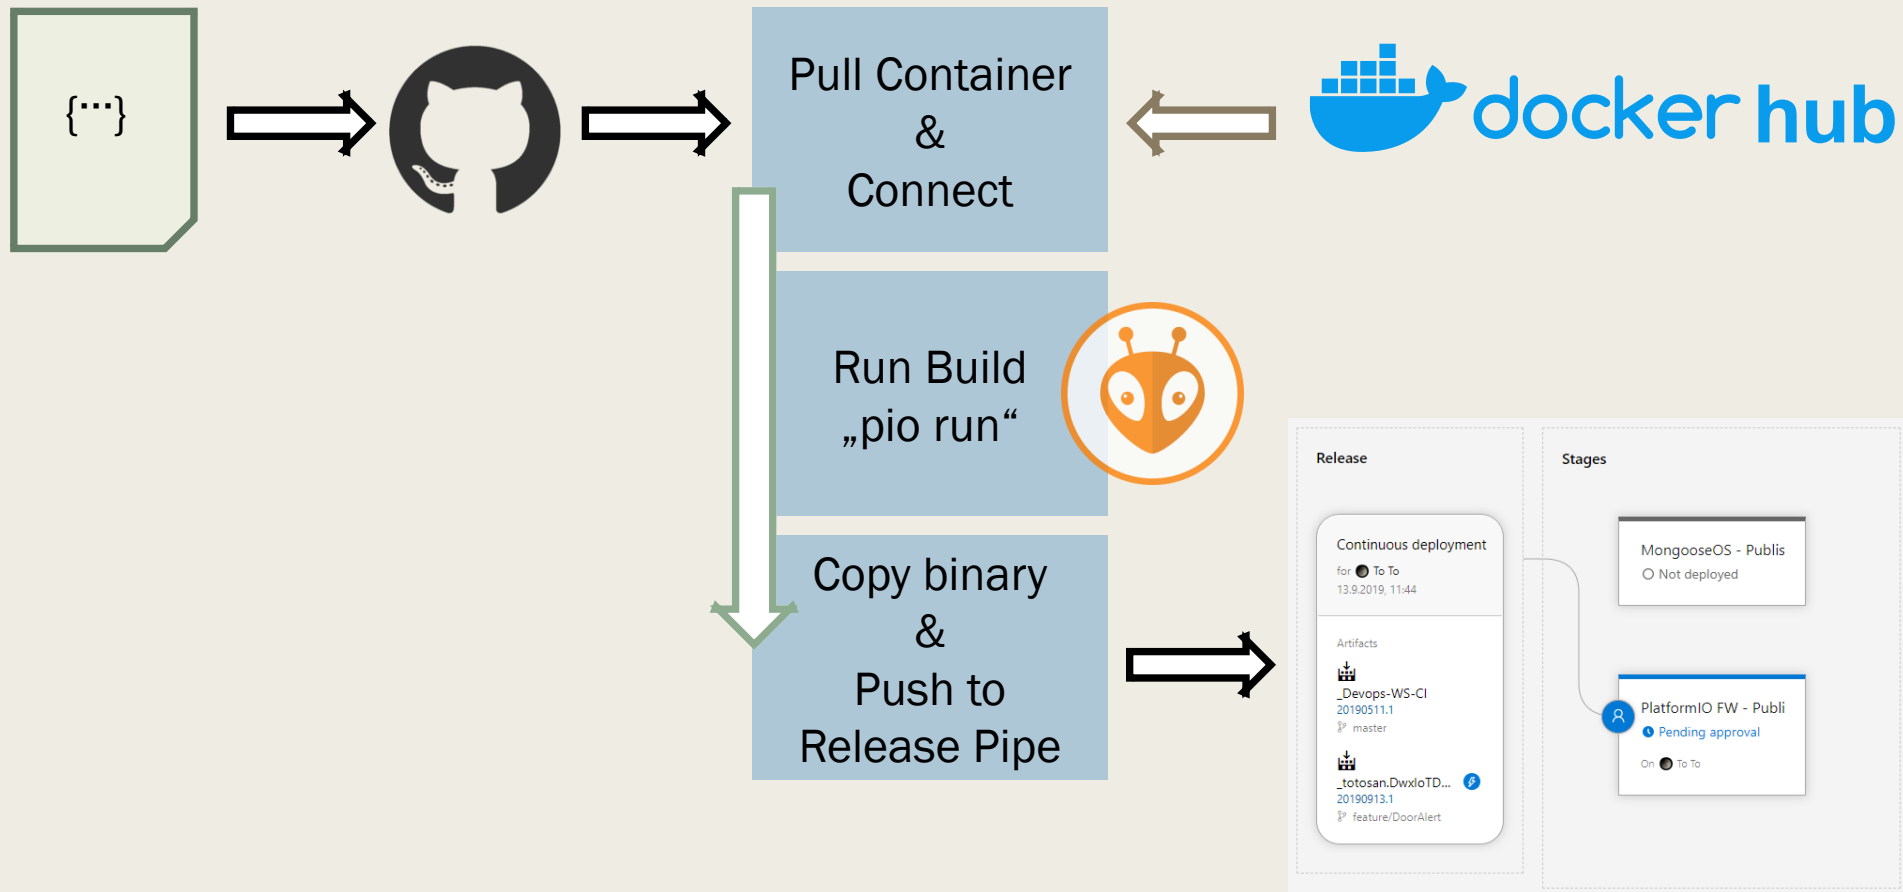 {...}
Pull Container
&
Connect
docker hub
Run Build
„pio run“
Copy binary
&
Push to
Release Pipe
Release
Continuous deployment
for To To
13.9.2019, 11:44
Artifacts
_Devops-WS-CI
20190511.1
master
_totosan.DwxIoTD...
20190913.1
feature/DoorAlert
Stages
MongooseOS - Publis
Not deployed
PlatformIO FW - Publi
Pending approval
On To To